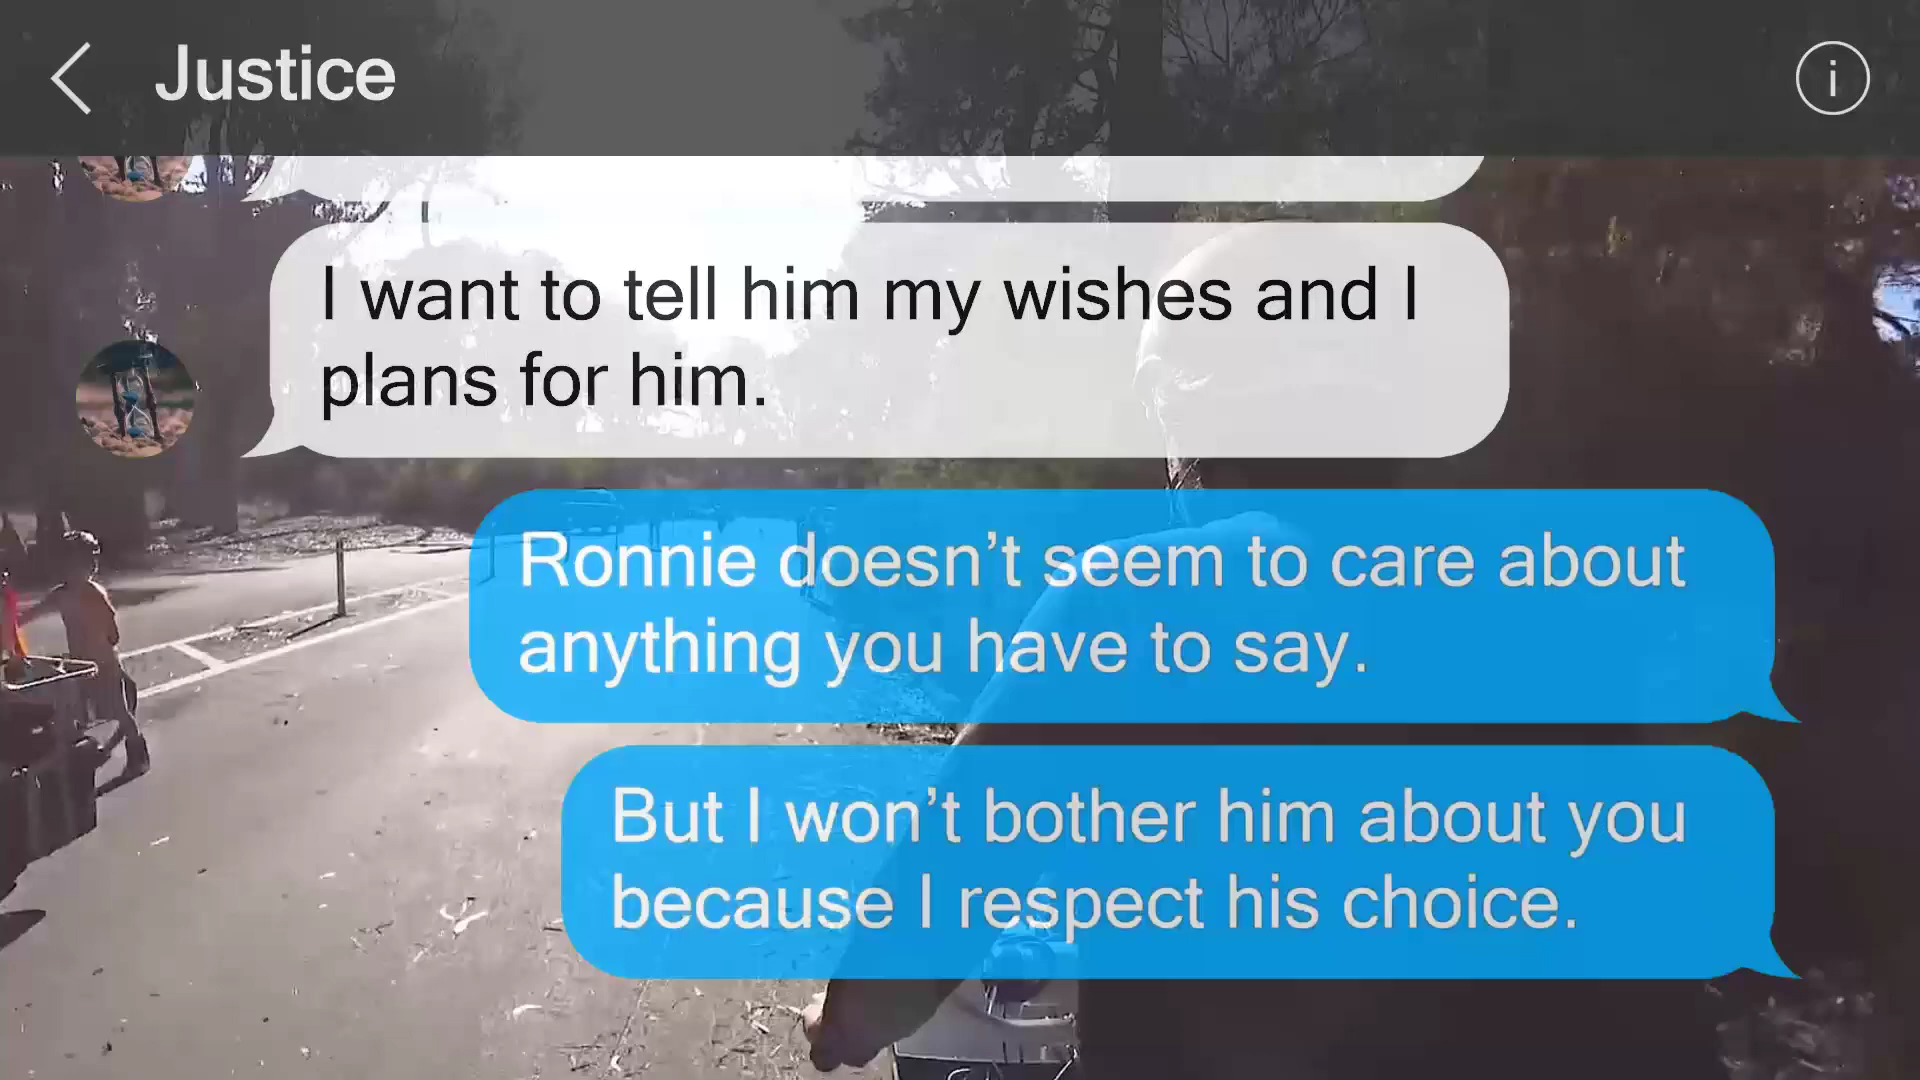 Justice
i
I want to tell him my wishes and I
plans for him.
Ronnie doesn’t seem to care about
anything you have to say.
But I won’t bother him about you
because I respect his choice.